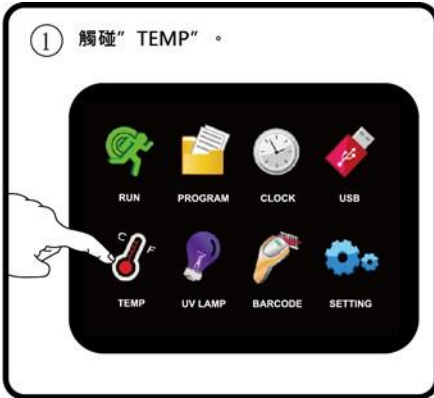 ① 觸碰” TEMP” 。
RUN PROGRAM CLOCK USB
C F
TEMP UV LAMP BARCODE SETTING